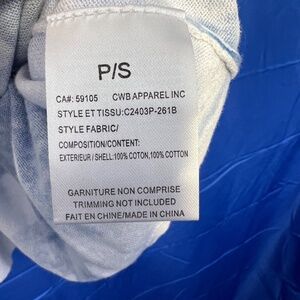 P/S
CA#: 59105 CWB APPAREL INC
STYLE ET TISSU:C2403P-261B
STYLE FABRIC/
COMPOSITION/CONTENT:
EXTERIEUR/SHELL:100% COTON,100% COTTON
GARNITURE NON COMPRISE
TRIMMING NOT INCLUDED
FAIT EN CHINE/MADE IN CHINA